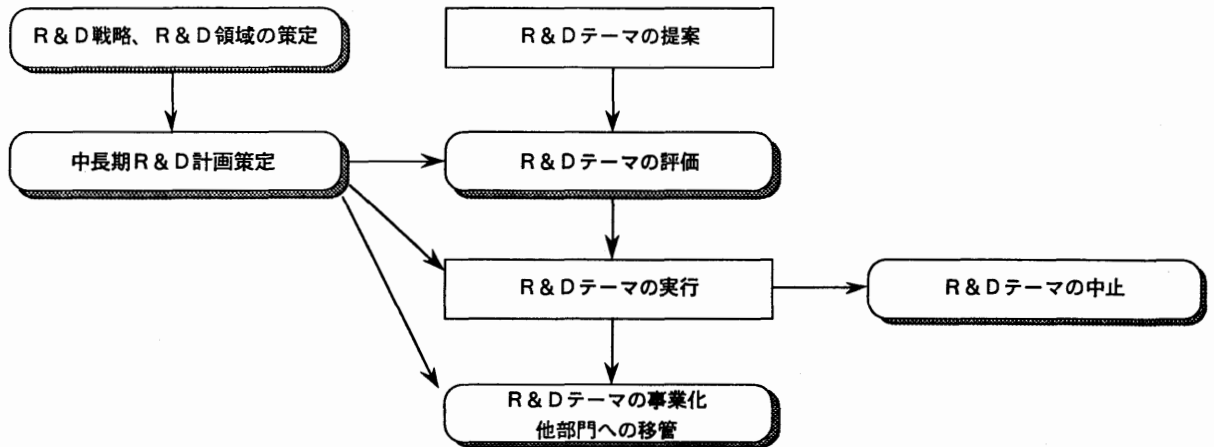 R&D戦略、R&D領域の策定
R&Dテーマの提案
中長期R&D計画策定
R&Dテーマの評価
R&Dテーマの実行
R&Dテーマの中止
R&Dテーマの事業化
他部門への移管